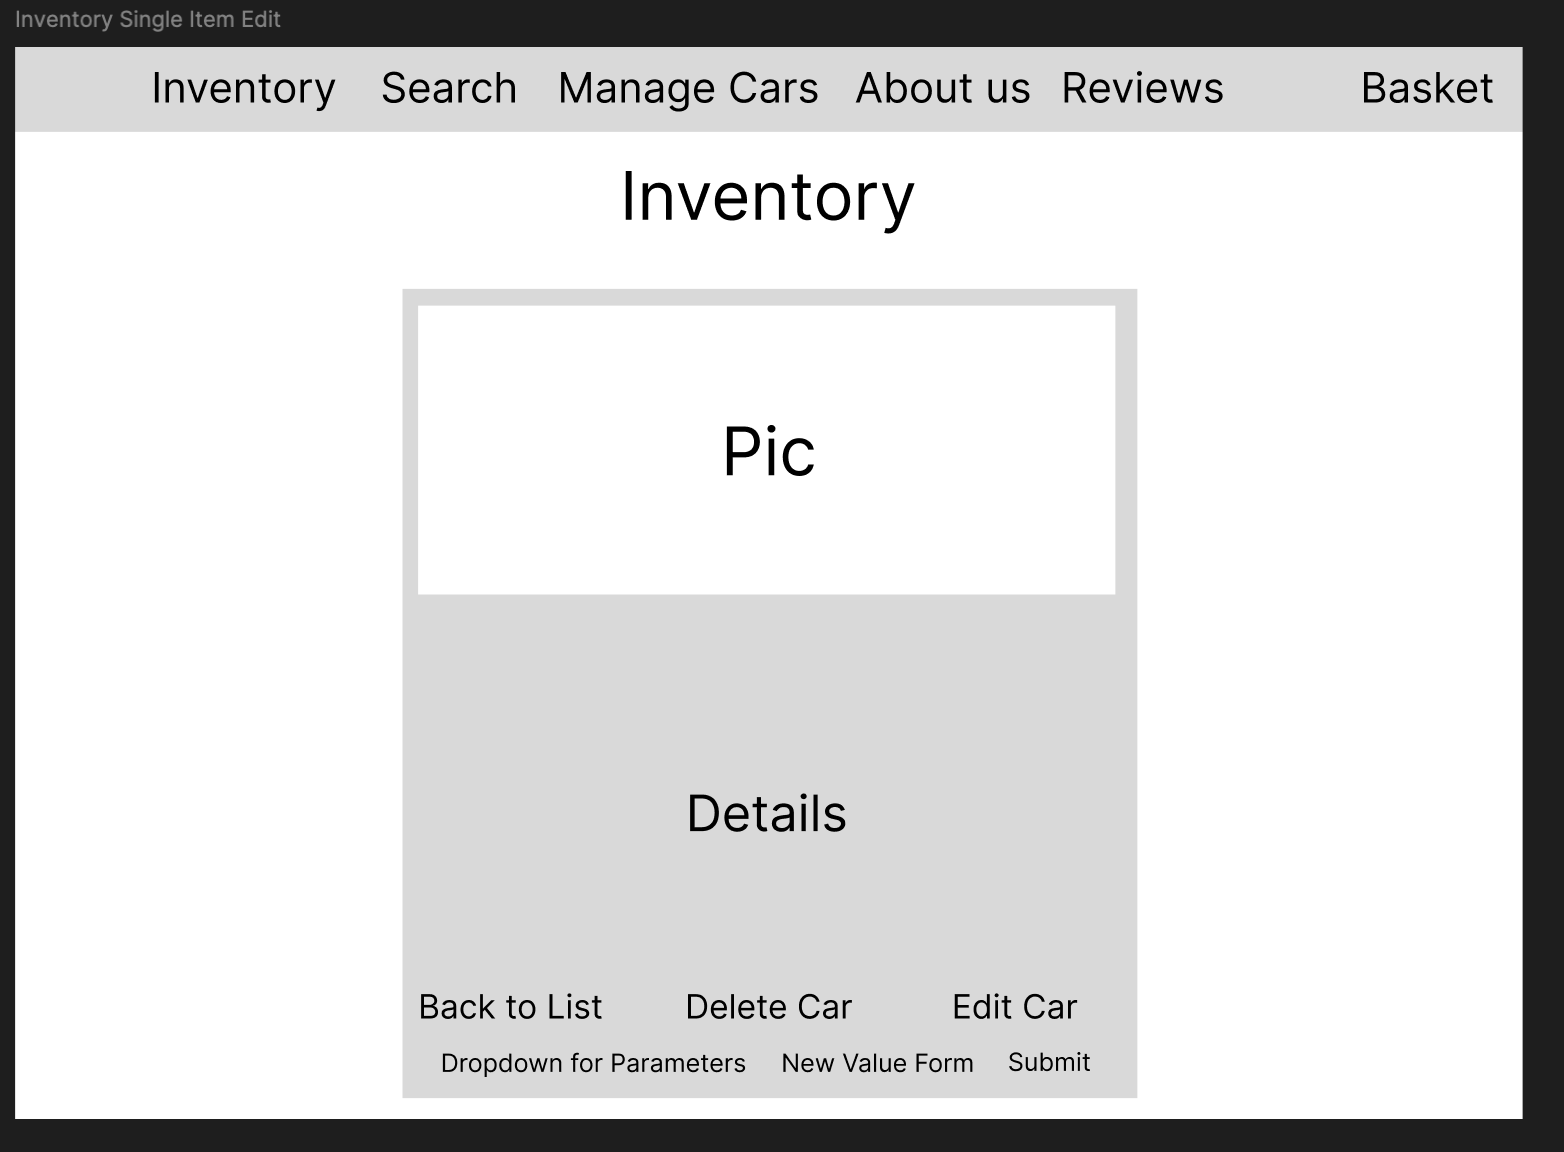 Inventory Single Item Edit
Inventory Search Manage Cars About us Reviews Basket
Inventory
Pic
Details
Back to List Delete Car Edit Car
Dropdown for Parameters New Value Form Submit